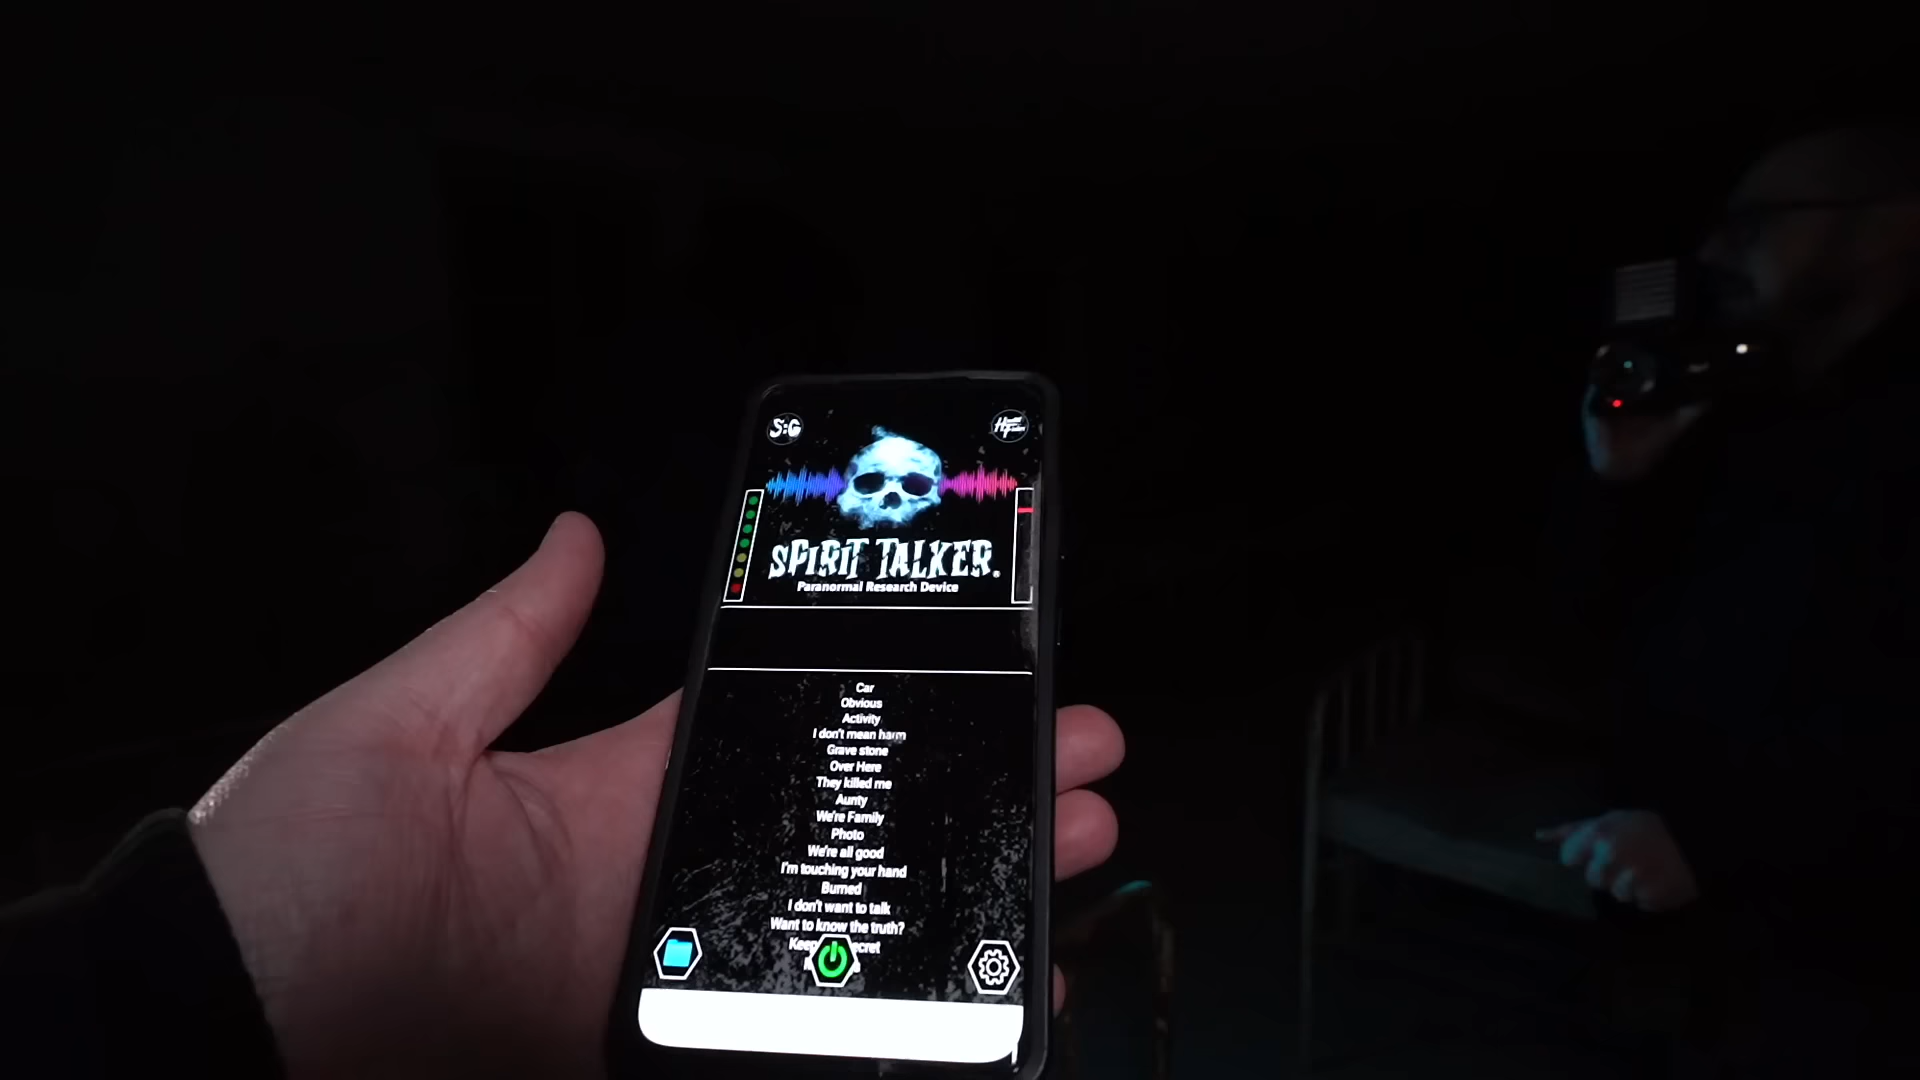 S:G
SPIRIT TALKER.
Paranormal Research Device
Car
Obvious
Activity
I don't mean harm
Grave stone
Over Here
They killed me
Aunty
We're Family
Photo
We're all good
I'm touching your hand
Burned
I don't want to talk
Want to know the truth?
Keep